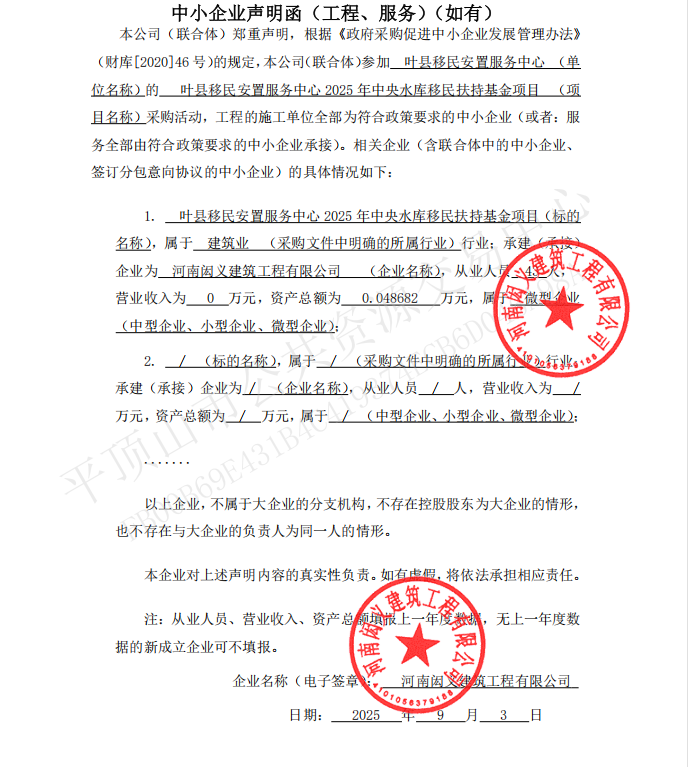 中小企业声明函（工程、服务）（如有）
本公司（联合体）郑重声明，根据《政府采购促进中小企业发展管理办法》
（财库[2020]46 号）的规定，本公司（联合体）参加 叶县移民安置服务中心 （单
位名称）的 叶县移民安置服务中心 2025 年中央水库移民扶持基金项目 （项
目名称）采购活动，工程的施工单位全部为符合政策要求的中小企业（或者：服
务全部由符合政策要求的中小企业承接）。相关企业（含联合体中的中小企业、
签订分包意向协议的中小企业）的具体情况如下：
1. 叶县移民安置服务中心 2025 年中央水库移民扶持基金项目（标的
名称），属于 建筑业 （采购文件中明确的所属行业）行业；承建（承接）
企业为 河南闳义建筑工程有限公司 （企业名称），从业人员 43 人，
营业收入为 0 万元，资产总额为 0.048682 万元，属于 微型企业
（中型企业、小型企业、微型企业）；
2. / （标的名称），属于 / （采购文件中明确的所属行业）行业，
承建（承接）企业为 / （企业名称），从业人员 / 人，营业收入为 /
万元，资产总额为 / 万元，属于 / （中型企业、小型企业、微型企业）；
.......
以上企业，不属于大企业的分支机构，不存在控股股东为大企业的情形，
也不存在与大企业的负责人为同一人的情形。
本企业对上述声明内容的真实性负责。如有虚假，将依法承担相应责任。
注：从业人员、营业收入、资产总额填报上一年度数据，无上一年度数
据的新成立企业可不填报。
企业名称（电子签章）： 河南闳义建筑工程有限公司
日期： 2025 年 9 月 3 日
河南闳义建筑工程有限公司
4101056379188
河南闳义建筑工程有限公司
4101056379188
平顶山市公共资源交易中心